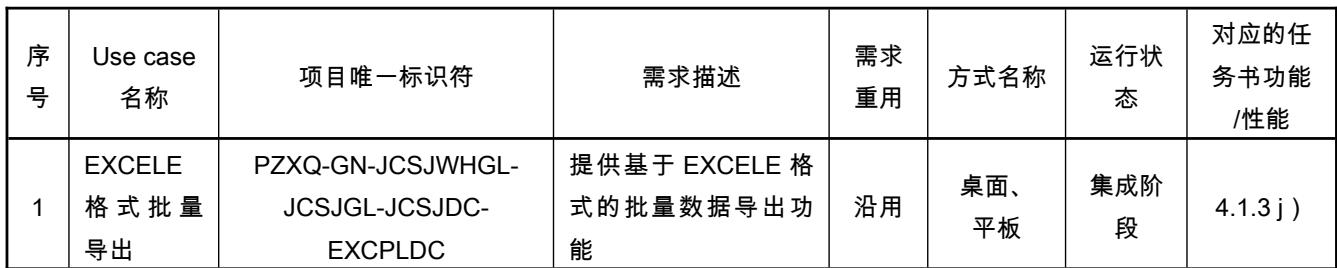 序号
Use case 名称
项目唯一标识符
需求描述
需求重用
方式名称
运行状态
对应的任务书功能/性能
1
EXCELE
格式批量
导出
PZXQ-GN-JCSJWHGL-
JCSJGL-JCSJDC-
EXCPLDC
提供基于 EXCELE 格
式的批量数据导出功
能
沿用
桌面、
平板
集成阶
段
4.1.3 j )